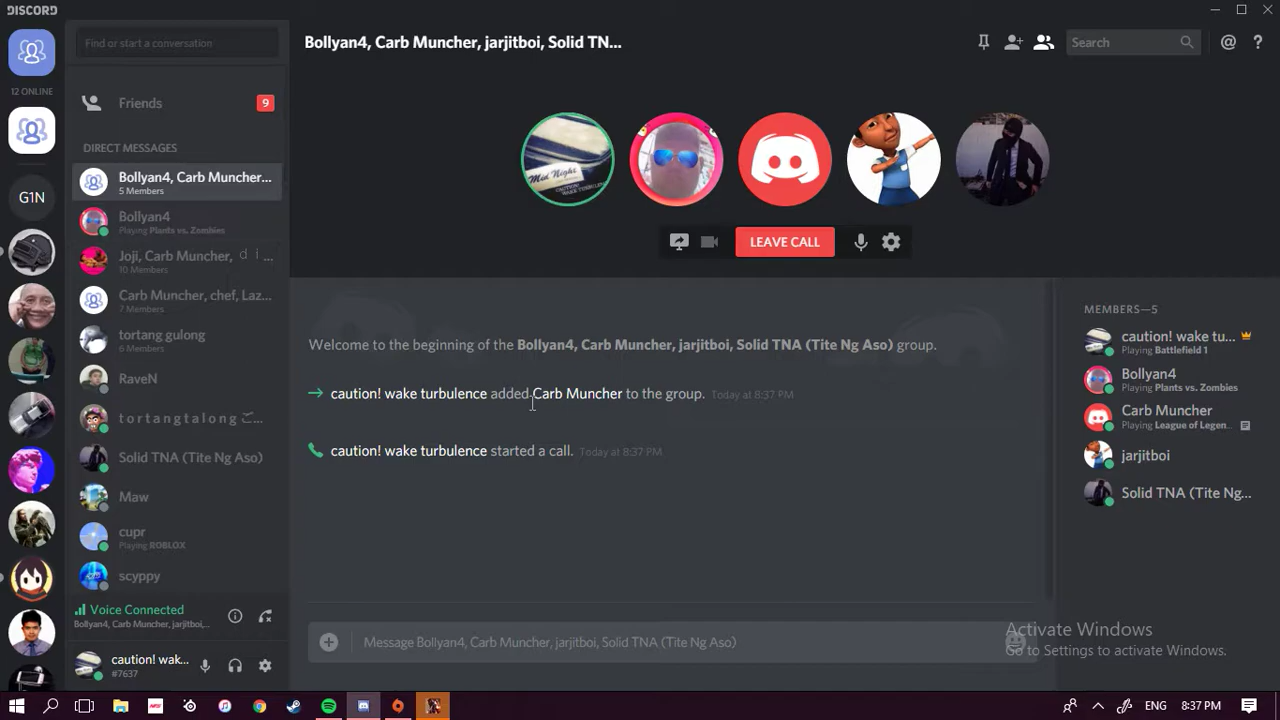 DISCORD
Find or start a conversation
12 ONLINE
Friends
9
DIRECT MESSAGES
Bollyan4, Carb Muncher...
5 Members
Bollyan4
Playing Plants vs. Zombies
Joji, Carb Muncher, d i ...
10 Members
Carb Muncher, chef, Laz...
7 Members
tortang gulong
6 Members
RaveN
t o r t a n g t a l o n g ご...
Solid TNA (Tite Ng Aso)
Maw
cupr
Playing ROBLOX
scyppy
G1N
Voice Connected
Bollyan4, Carb Muncher, jarjitboi,...
caution! wak...
#7637
Bollyan4, Carb Muncher, jarjitboi, Solid TN...
Search
Mid Night
CAUTION!
LEAVE CALL
Welcome to the beginning of the Bollyan4, Carb Muncher, jarjitboi, Solid TNA (Tite Ng Aso) group.
caution! wake turbulence added Carb Muncher to the group. Today at 8:37 PM
caution! wake turbulence started a call. Today at 8:37 PM
Message Bollyan4, Carb Muncher, jarjitboi, Solid TNA (Tite Ng Aso)
MEMBERS—5
caution! wake tu...
Playing Battlefield 1
Bollyan4
Playing Plants vs. Zombies
Carb Muncher
Playing League of Legen...
jarjitboi
Solid TNA (Tite Ng...
Activate Windows
Go to Settings to activate Windows.
ENG
8:37 PM